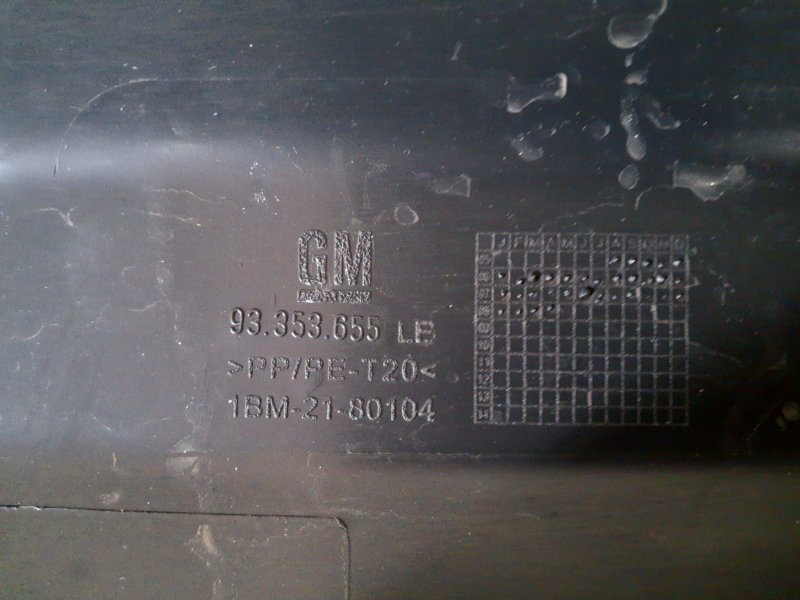 GM
93.353.655 LB
>PP/PE-T20<
1BM-21-80104
J F M A M J J A S O N D